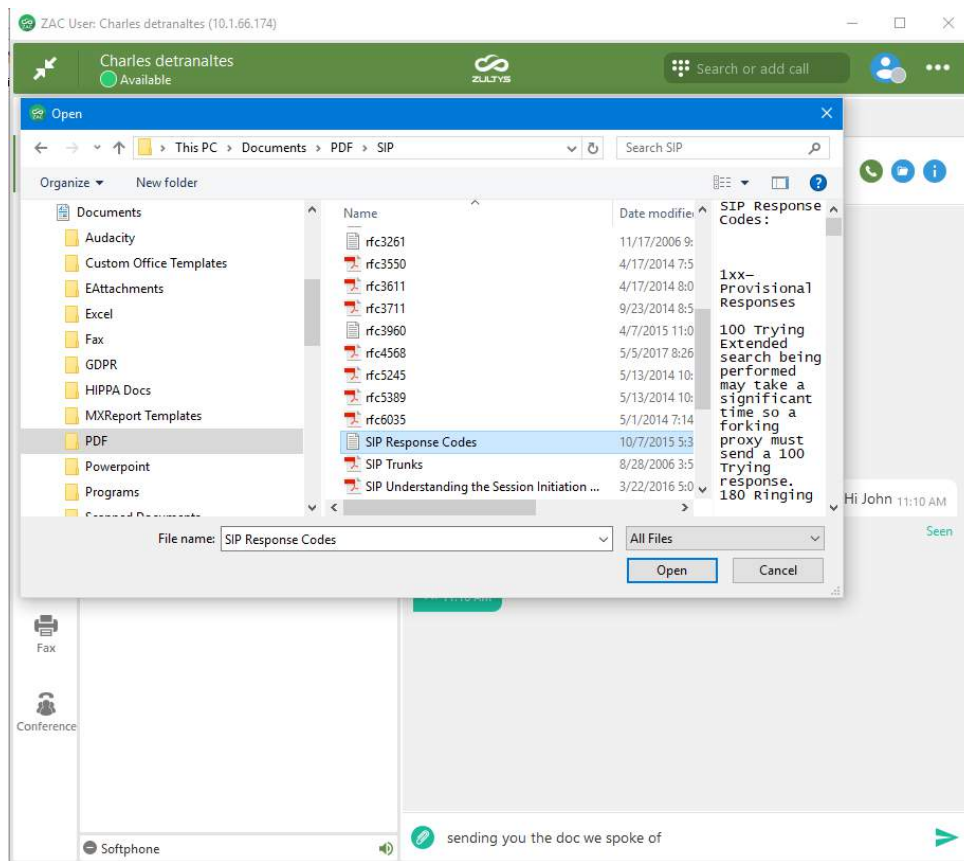 ZAC User: Charles detranaltes (10.1.66.174)
Charles detranaltes
Available
ZULTYS
Search or add call
Open
This PC > Documents > PDF > SIP
Search SIP
Organize
New folder
Documents
Audacity
Custom Office Templates
EAttachments
Excel
Fax
GDPR
HIPPA Docs
MXReport Templates
PDF
Powerpoint
Programs
Scanned Documents
Name
Date modifie
rfc3261 11/17/2006 9:
rfc3550 4/17/2014 7:5
rfc3611 4/17/2014 8:0
rfc3711 9/23/2014 8:5
rfc3960 4/7/2015 11:0
rfc4568 5/5/2017 8:26
rfc5245 5/13/2014 10:
rfc5389 5/13/2014 10:
rfc6035 5/1/2014 7:14
SIP Response Codes 10/7/2015 5:3
SIP Trunks 8/28/2006 3:5
SIP Understanding the Session Initiation ... 3/22/2016 5:0
SIP Response
Codes:
1xx—
Provisional
Responses
100 Trying
Extended
search being
performed
may take a
significant
time so a
forking
proxy must
send a 100
Trying
response.
180 Ringing
File name: SIP Response Codes
All Files
Open
Cancel
Hi John 11:10 AM
Seen
Fax
Conference
Softphone
sending you the doc we spoke of